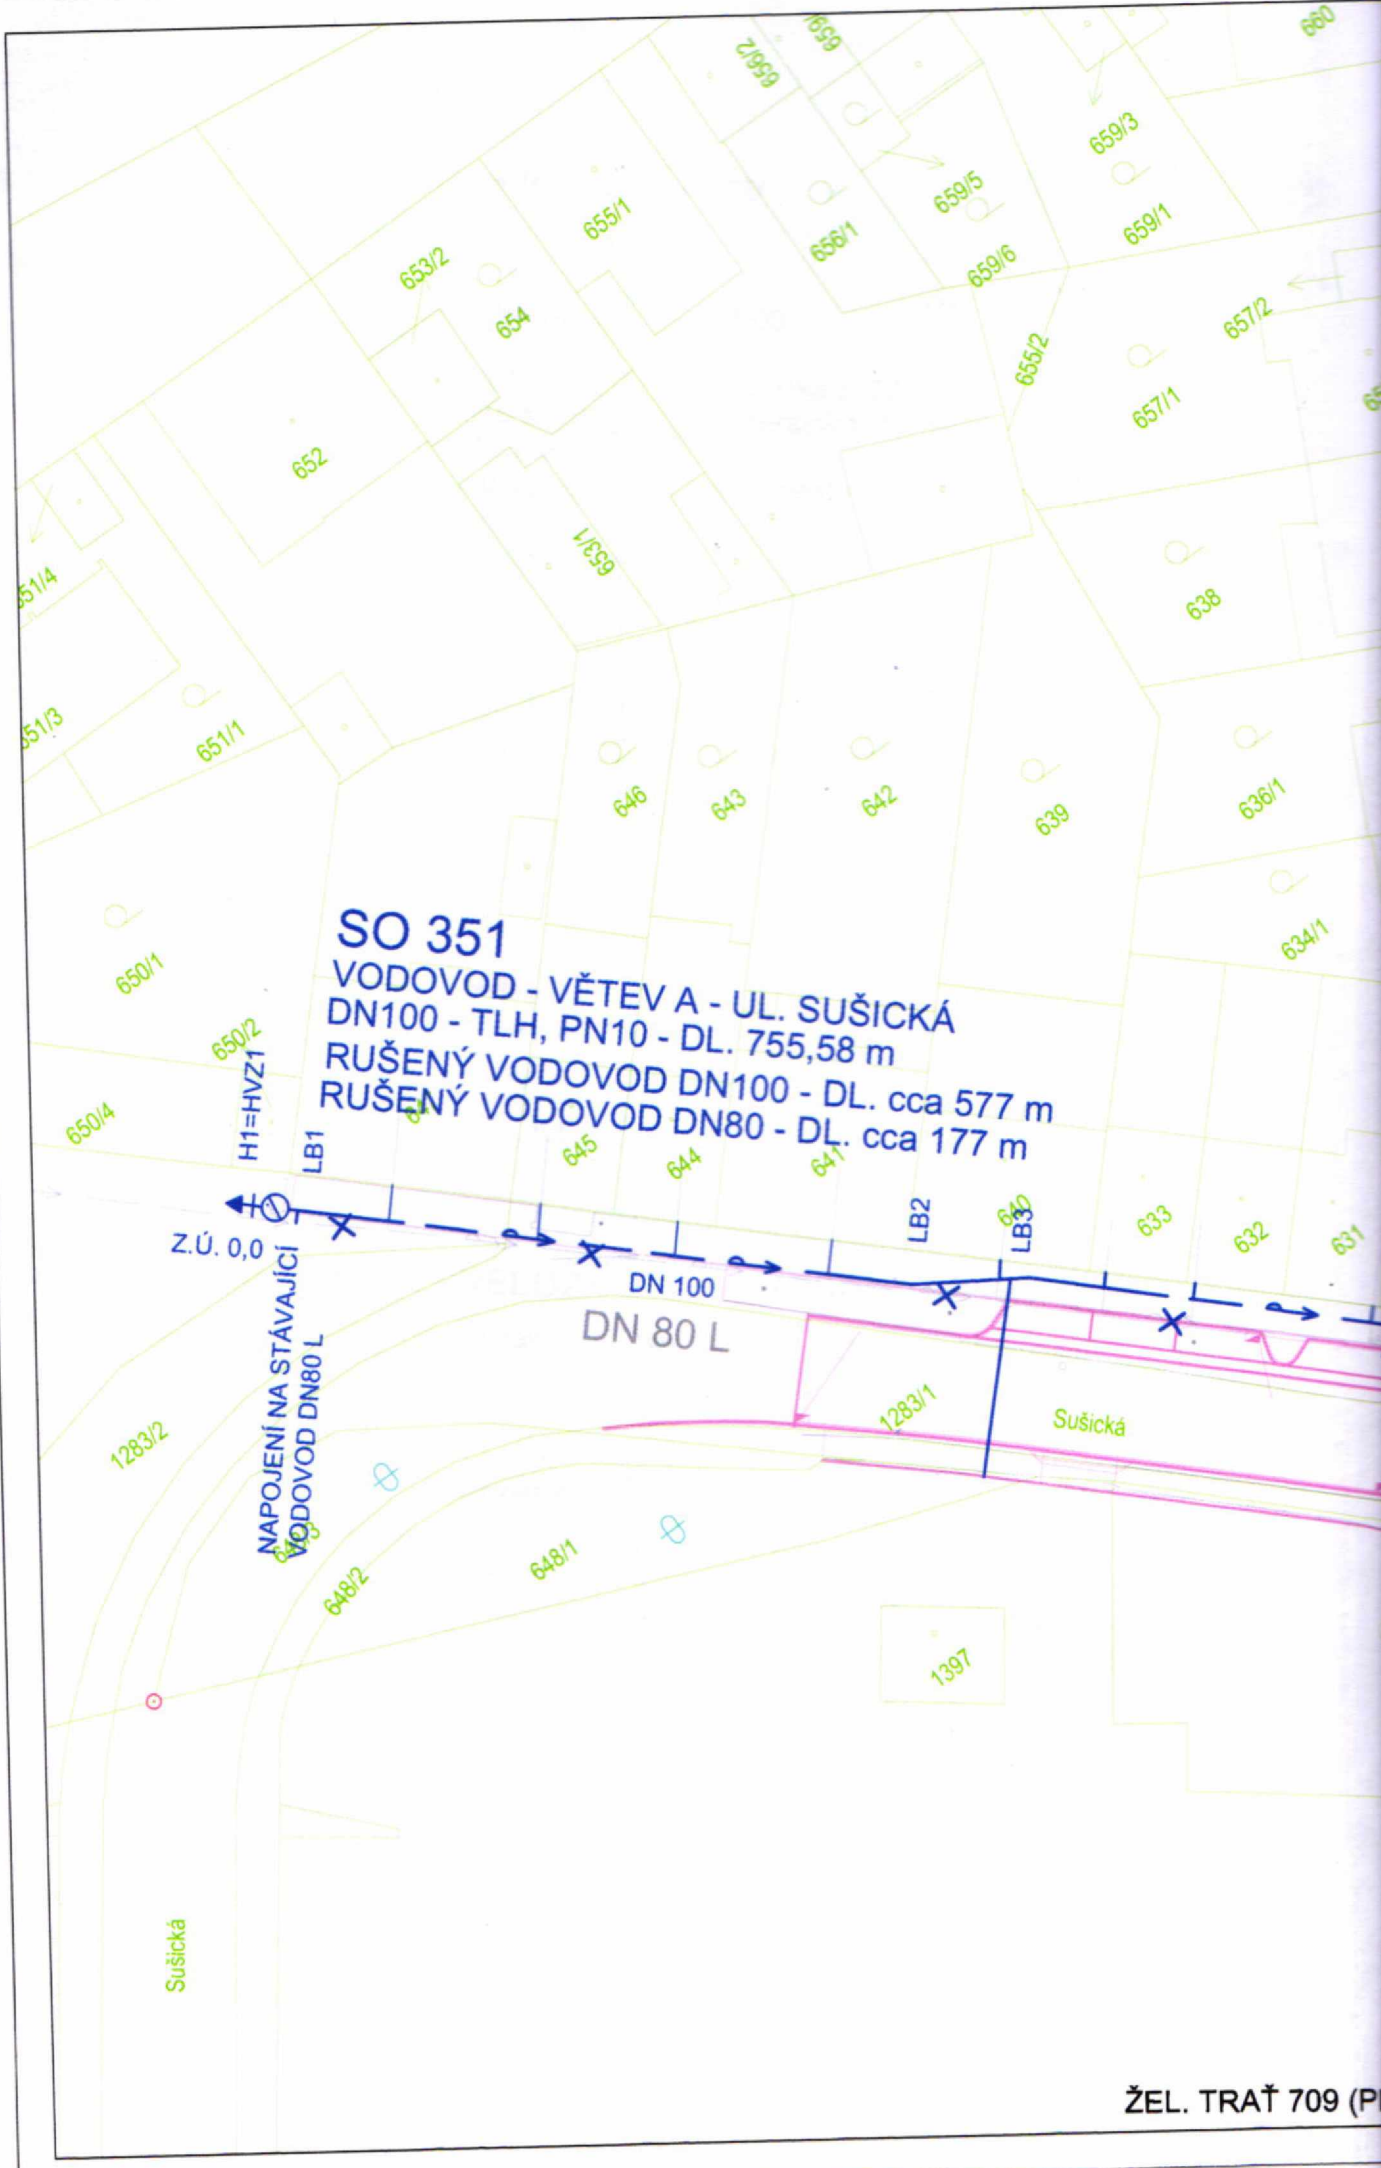 660
656/2
659/3
659/5
655/1
656/1
659/1
653/2
659/6
654
657/2
655/2
657/1
652
653/1
638
651/1
646
643
642
639
636/1
634/1
650/1
650/2
650/4
SO 351
VODOVOD - VĚTEV A - UL. SUŠICKÁ
DN100 - TLH, PN10 - DL. 755,58 m
RUŠENÝ VODOVOD DN100 - DL. cca 577 m
RUŠENÝ VODOVOD DN80 - DL. cca 177 m
H1=HVZ1
LB1
645
644
641
LB2
640
LB3
633
632
631
Z.Ú. 0,0
DN 100
DN 80 L
NAPOJENÍ NA STÁVAJÍCÍ
VODOVOD DN80 L
1283/1
Sušická
1283/2
648/2
648/1
1397
Sušická
ŽEL. TRAŤ 709